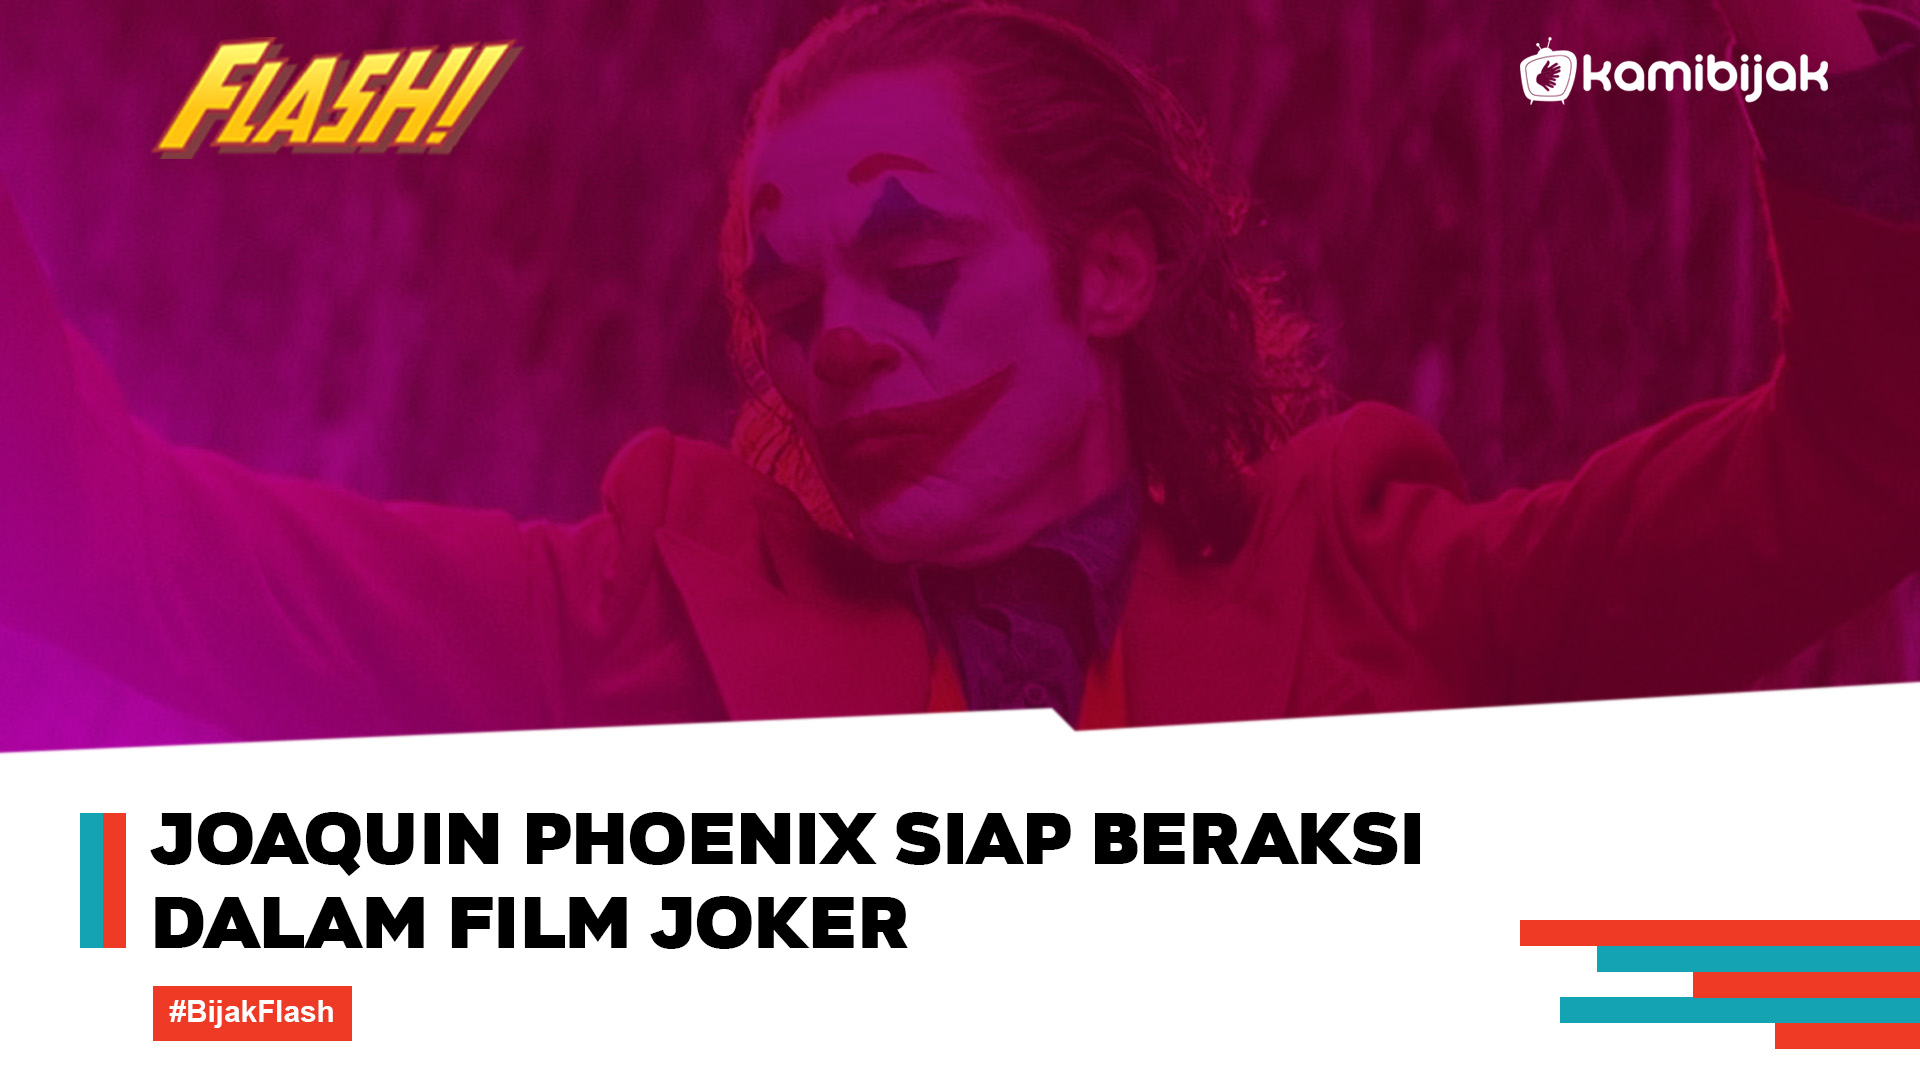 FLASH!
kamibijak
JOAQUIN PHOENIX SIAP BERAKSI
DALAM FILM JOKER
#BijakFlash